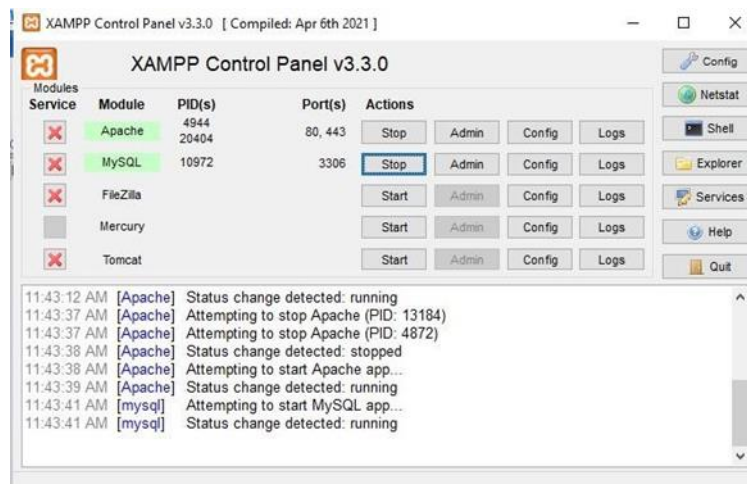 XAMPP Control Panel v3.3.0 [ Compiled: Apr 6th 2021 ]
XAMPP Control Panel v3.3.0
Config
Modules
Service Module PID(s) Port(s) Actions
Netstat
Apache 4944 20404 80, 443 Stop Admin Config Logs
Shell
MySQL 10972 3306 Stop Admin Config Logs
Explorer
FileZilla Start Admin Config Logs
Services
Mercury Start Admin Config Logs
Help
Tomcat Start Admin Config Logs
Quit
11:43:12 AM [Apache] Status change detected: running
11:43:37 AM [Apache] Attempting to stop Apache (PID: 13184)
11:43:37 AM [Apache] Attempting to stop Apache (PID: 4872)
11:43:38 AM [Apache] Status change detected: stopped
11:43:38 AM [Apache] Attempting to start Apache app...
11:43:39 AM [Apache] Status change detected: running
11:43:41 AM [mysql] Attempting to start MySQL app...
11:43:41 AM [mysql] Status change detected: running